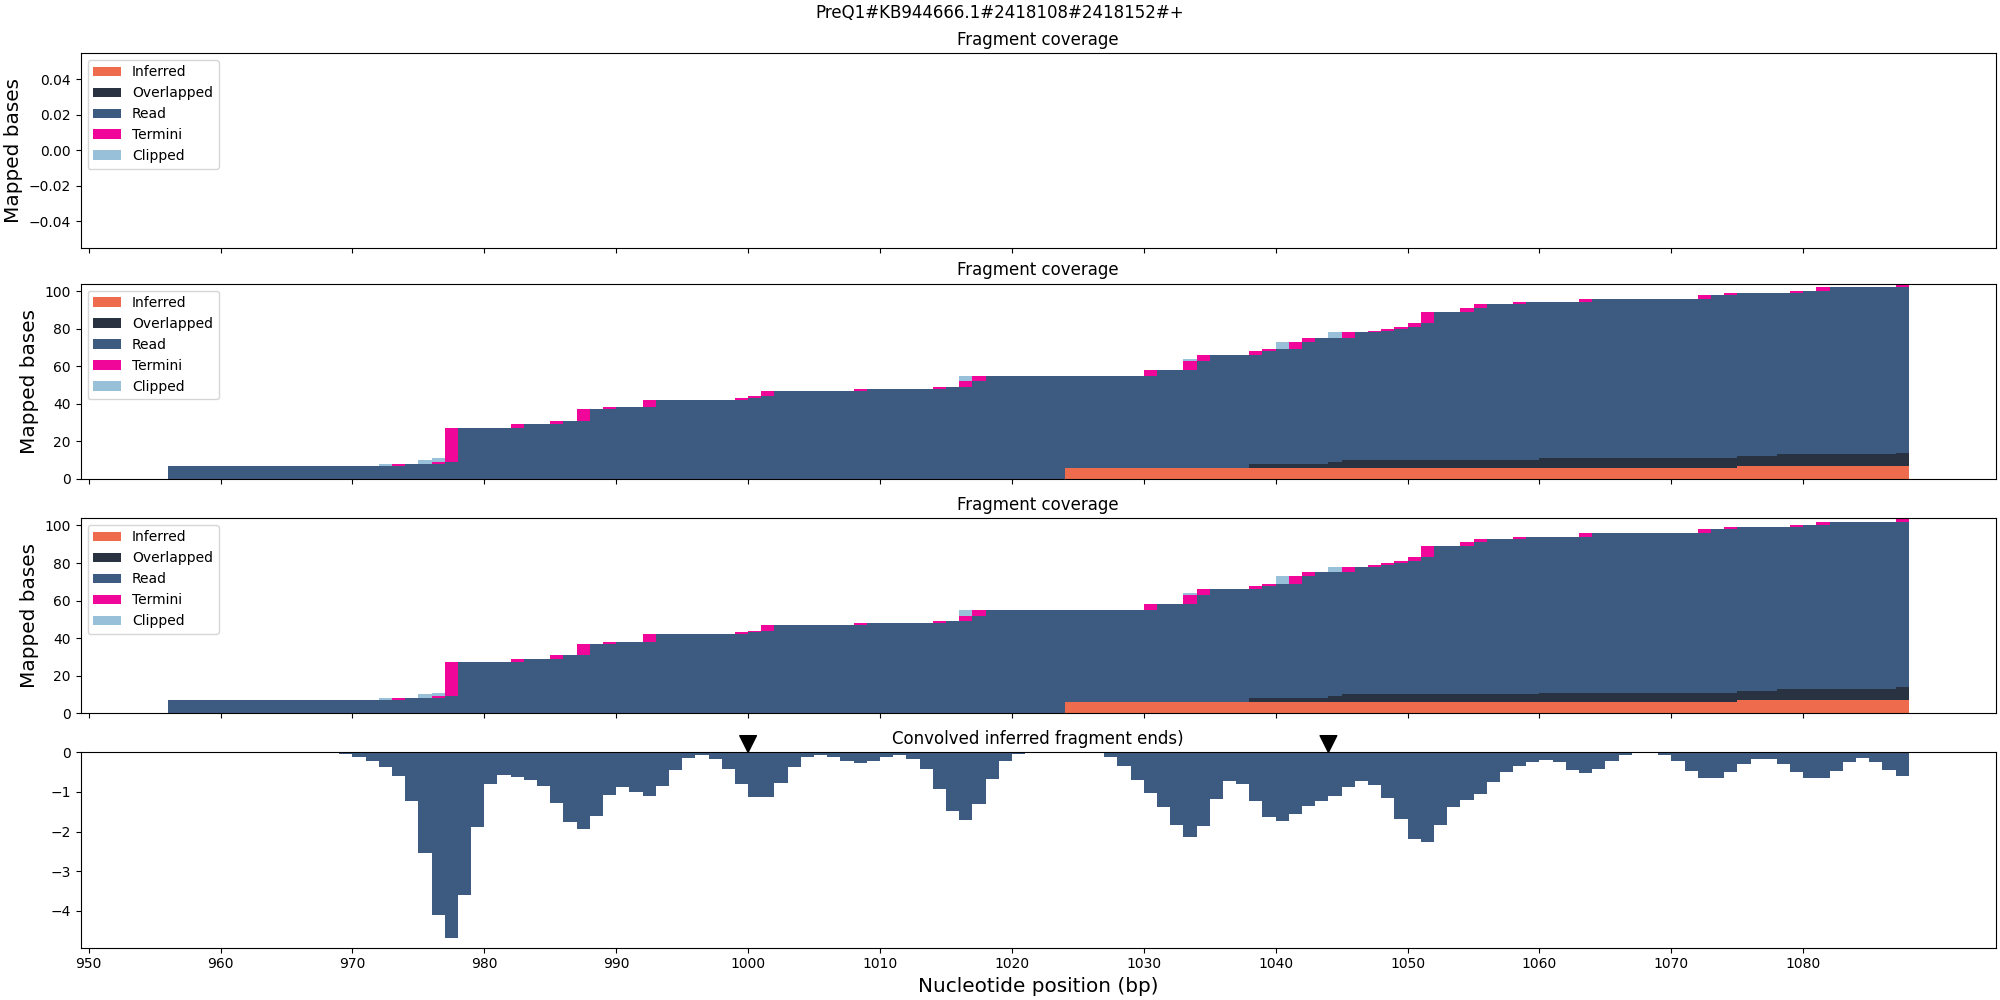 PreQ1#KB944666.1#2418108#2418152#+
Fragment coverage
Mapped bases
0.04
0.02
0.00
−0.02
−0.04
Inferred
Overlapped
Read
Termini
Clipped
Fragment coverage
Mapped bases
100
80
60
40
20
0
Inferred
Overlapped
Read
Termini
Clipped
Fragment coverage
Mapped bases
100
80
60
40
20
0
Inferred
Overlapped
Read
Termini
Clipped
Convolved inferred fragment ends)
0
−1
−2
−3
−4
950 960 970 980 990 1000 1010 1020 1030 1040 1050 1060 1070 1080
Nucleotide position (bp)